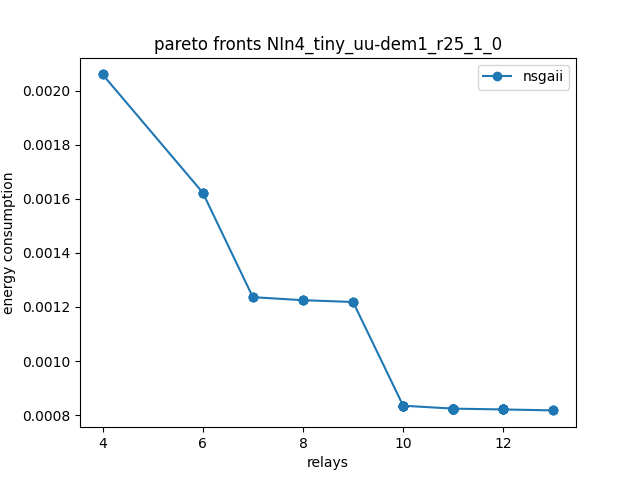 pareto fronts NIn4_tiny_uu-dem1_r25_1_0
nsgaii
0.0020
0.0018
0.0016
0.0014
0.0012
0.0010
0.0008
energy consumption
4 6 8 10 12
relays